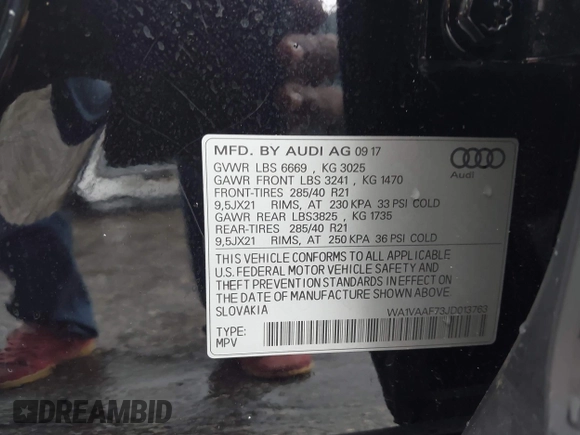 MFD. BY AUDI AG 09 17
GVWR LBS 6669 , KG 3025
GAWR FRONT LBS 3241 , KG 1470
FRONT-TIRES 285/40 R21
9,5JX21 RIMS, AT 230 KPA 33 PSI COLD
GAWR REAR LBS3825 , KG 1735
REAR-TIRES 285/40 R21
9,5JX21 RIMS, AT 250 KPA 36 PSI COLD
Audi
THIS VEHICLE CONFORMS TO ALL APPLICABLE
U.S. FEDERAL MOTOR VEHICLE SAFETY AND
THEFT PREVENTION STANDARDS IN EFFECT ON
THE DATE OF MANUFACTURE SHOWN ABOVE.
SLOVAKIA
WA1VAAF73JD013763
TYPE:
MPV
DREAMBID